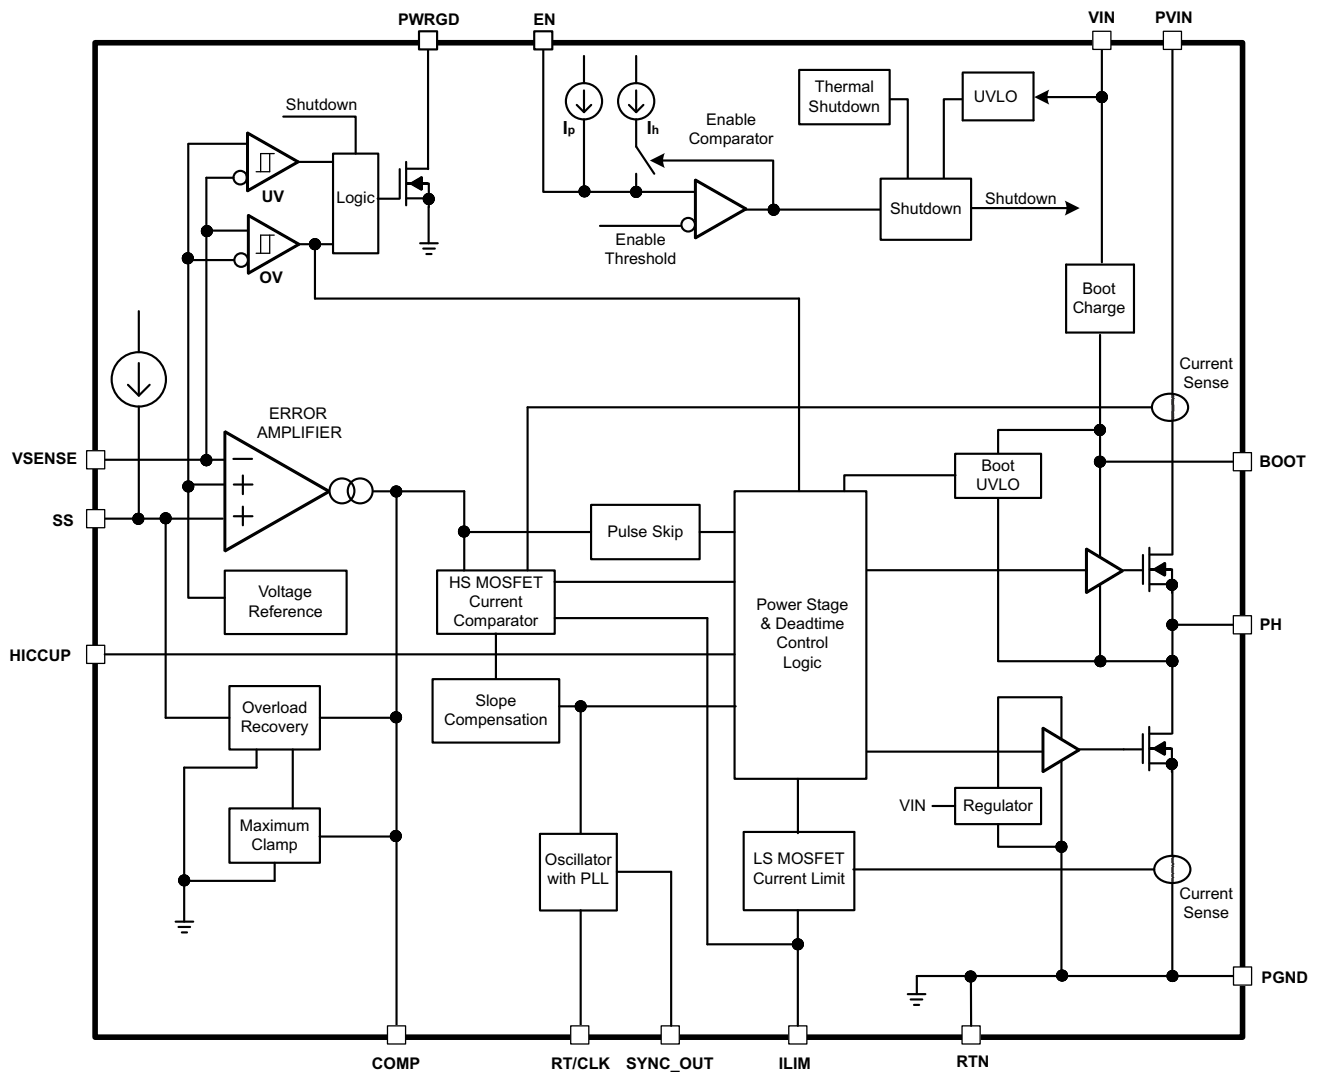 PWRGD
EN
VIN
PVIN
Shutdown
Ip
Ih
Enable
Comparator
Thermal
Shutdown
UVLO
UV
Logic
Shutdown
Shutdown
Enable
Threshold
OV
Boot
Charge
Current
Sense
ERROR
AMPLIFIER
VSENSE
−
+
+
SS
BOOT
Boot
UVLO
Pulse Skip
HS MOSFET
Current
Comparator
Voltage
Reference
Power Stage
& Deadtime
Control
Logic
PH
HICCUP
Slope
Compensation
Overload
Recovery
VIN
Regulator
Maximum
Clamp
Oscillator
with PLL
LS MOSFET
Current Limit
Current
Sense
PGND
COMP
RT/CLK
SYNC_OUT
ILIM
RTN